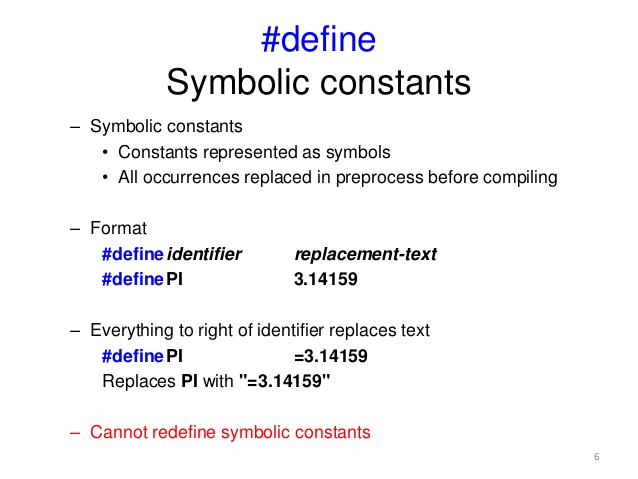 #define
Symbolic constants
– Symbolic constants
• Constants represented as symbols
• All occurrences replaced in preprocess before compiling
– Format
#define identifier replacement-text
#define PI 3.14159
– Everything to right of identifier replaces text
#define PI =3.14159
Replaces PI with "=3.14159"
– Cannot redefine symbolic constants
6